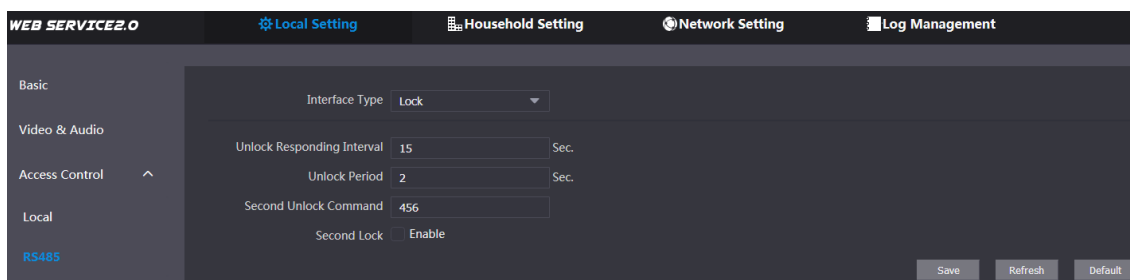 WEB SERVICE2.0 Local Setting Household Setting Network Setting Log Management
Basic
Interface Type Lock
Video & Audio
Unlock Responding Interval 15 Sec.
Access Control Unlock Period 2 Sec.
Second Unlock Command 456
Local
Second Lock Enable
RS485
Save Refresh Default